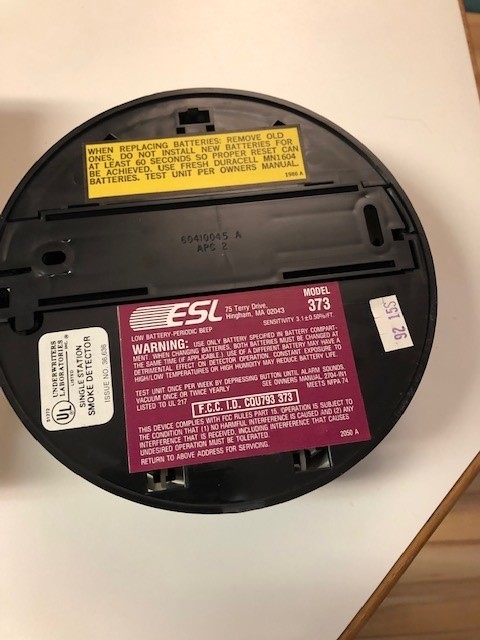 WHEN REPLACING BATTERIES: REMOVE OLD
ONES, DO NOT INSTALL NEW BATTERIES FOR
AT LEAST 60 SECONDS SO PROPER RESET CAN
BE ACHIEVED. USE FRESH DURACELL MN1604
BATTERIES. TEST UNIT PER OWNERS MANUAL.
1986 A
60410045 A
APC 2
ESL
75 Terry Drive,
Hingham, MA 02043
MODEL
373
LOW BATTERY-PERIODIC BEEP
SENSITIVITY 3.1±0.50%/FT
WARNING: USE ONLY BATTERY SPECIFIED IN BATTERY COMPART-
MENT. WHEN CHANGING BATTERIES, BOTH BATTERIES MUST BE CHANGED AT
THE SAME TIME (IF APPLICABLE). USE OF A DIFFERENT BATTERY MAY HAVE A
DETRIMENTAL EFFECT ON DETECTOR OPERATION. CONSTANT EXPOSURE TO
HIGH/LOW TEMPERATURES OR HIGH HUMIDITY MAY REDUCE BATTERY LIFE.
TEST UNIT ONCE PER WEEK BY DEPRESSING BUTTON UNTIL ALARM SOUNDS.
VACUUM ONCE OR TWICE YEARLY
SEE OWNERS MANUAL 2704-IN1
LISTED TO UL 217
MEETS NFPA 74
F.C.C. I.D. CQU793 373
THIS DEVICE COMPLIES WITH FCC RULES PART 15. OPERATION IS SUBJECT TO
THE CONDITION THAT (1) NO HARMFUL INTERFERENCE IS CAUSED AND (2) ANY
INTERFERENCE THAT IS RECEIVED, INCLUDING INTERFERENCE THAT CAUSES
UNDESIRED OPERATION MUST BE TOLERATED.
RETURN TO ABOVE ADDRESS FOR SERVICING.
2050 A
UNDERWRITERS
LABORATORIES INC.®
LISTED
UL
SINGLE STATION
SMOKE DETECTOR
ISSUE NO. 36,636